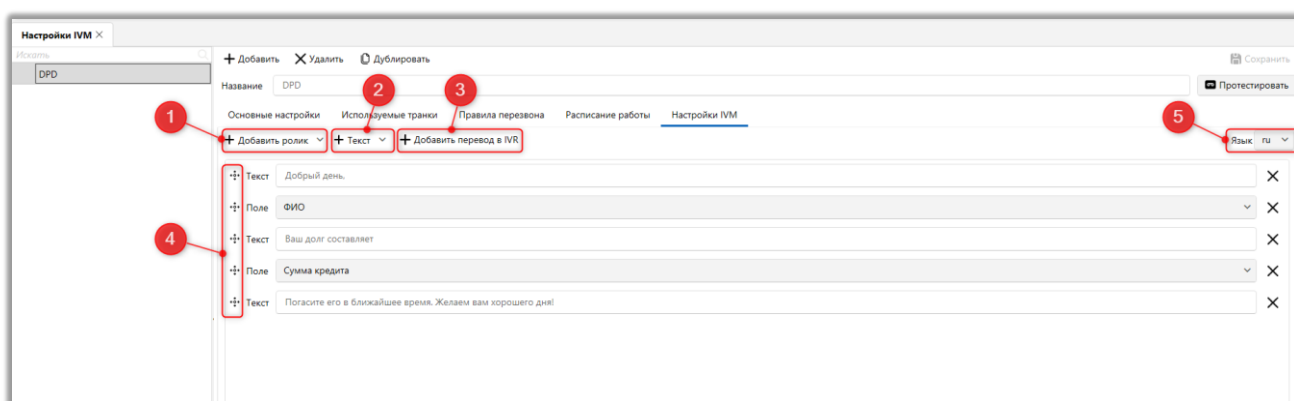 Настройки IVM ×
Искать
DPD
+ Добавить × Удалить Дублировать Сохранить
Название DPD Протестировать
2 3
Основные настройки Используемые транки Правила перезвона Расписание работы Настройки IVM
1 5
+ Добавить ролик + Текст + Добавить перевод в IVR Язык ru
Текст Добрый день.
Поле ФИО
4
Текст Ваш долг составляет
Поле Сумма кредита
Текст Погасите его в ближайшее время. Желаем вам хорошего дня!